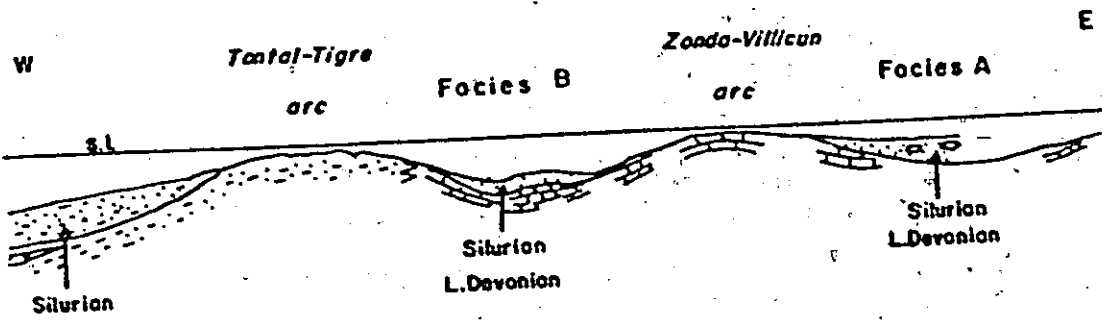 W
Tontal-Tigre
arc
Facies B
Zonda-Villicun
arc
Facies A
E
S.L
Silurian
Silurian
L.Devonian
Silurian
L.Devonian